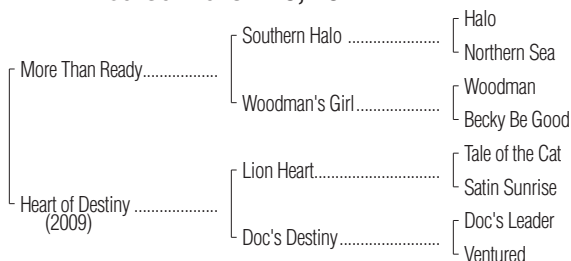 Halo
Southern Halo
Northern Sea
More Than Ready
Woodman
Woodman's Girl
Becky Be Good
Tale of the Cat
Lion Heart
Satin Sunrise
Heart of Destiny
(2009)
Doc's Leader
Doc's Destiny
Ventured